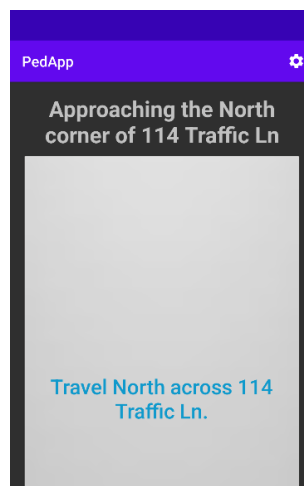 PedApp
Approaching the North
corner of 114 Traffic Ln
Travel North across 114
Traffic Ln.